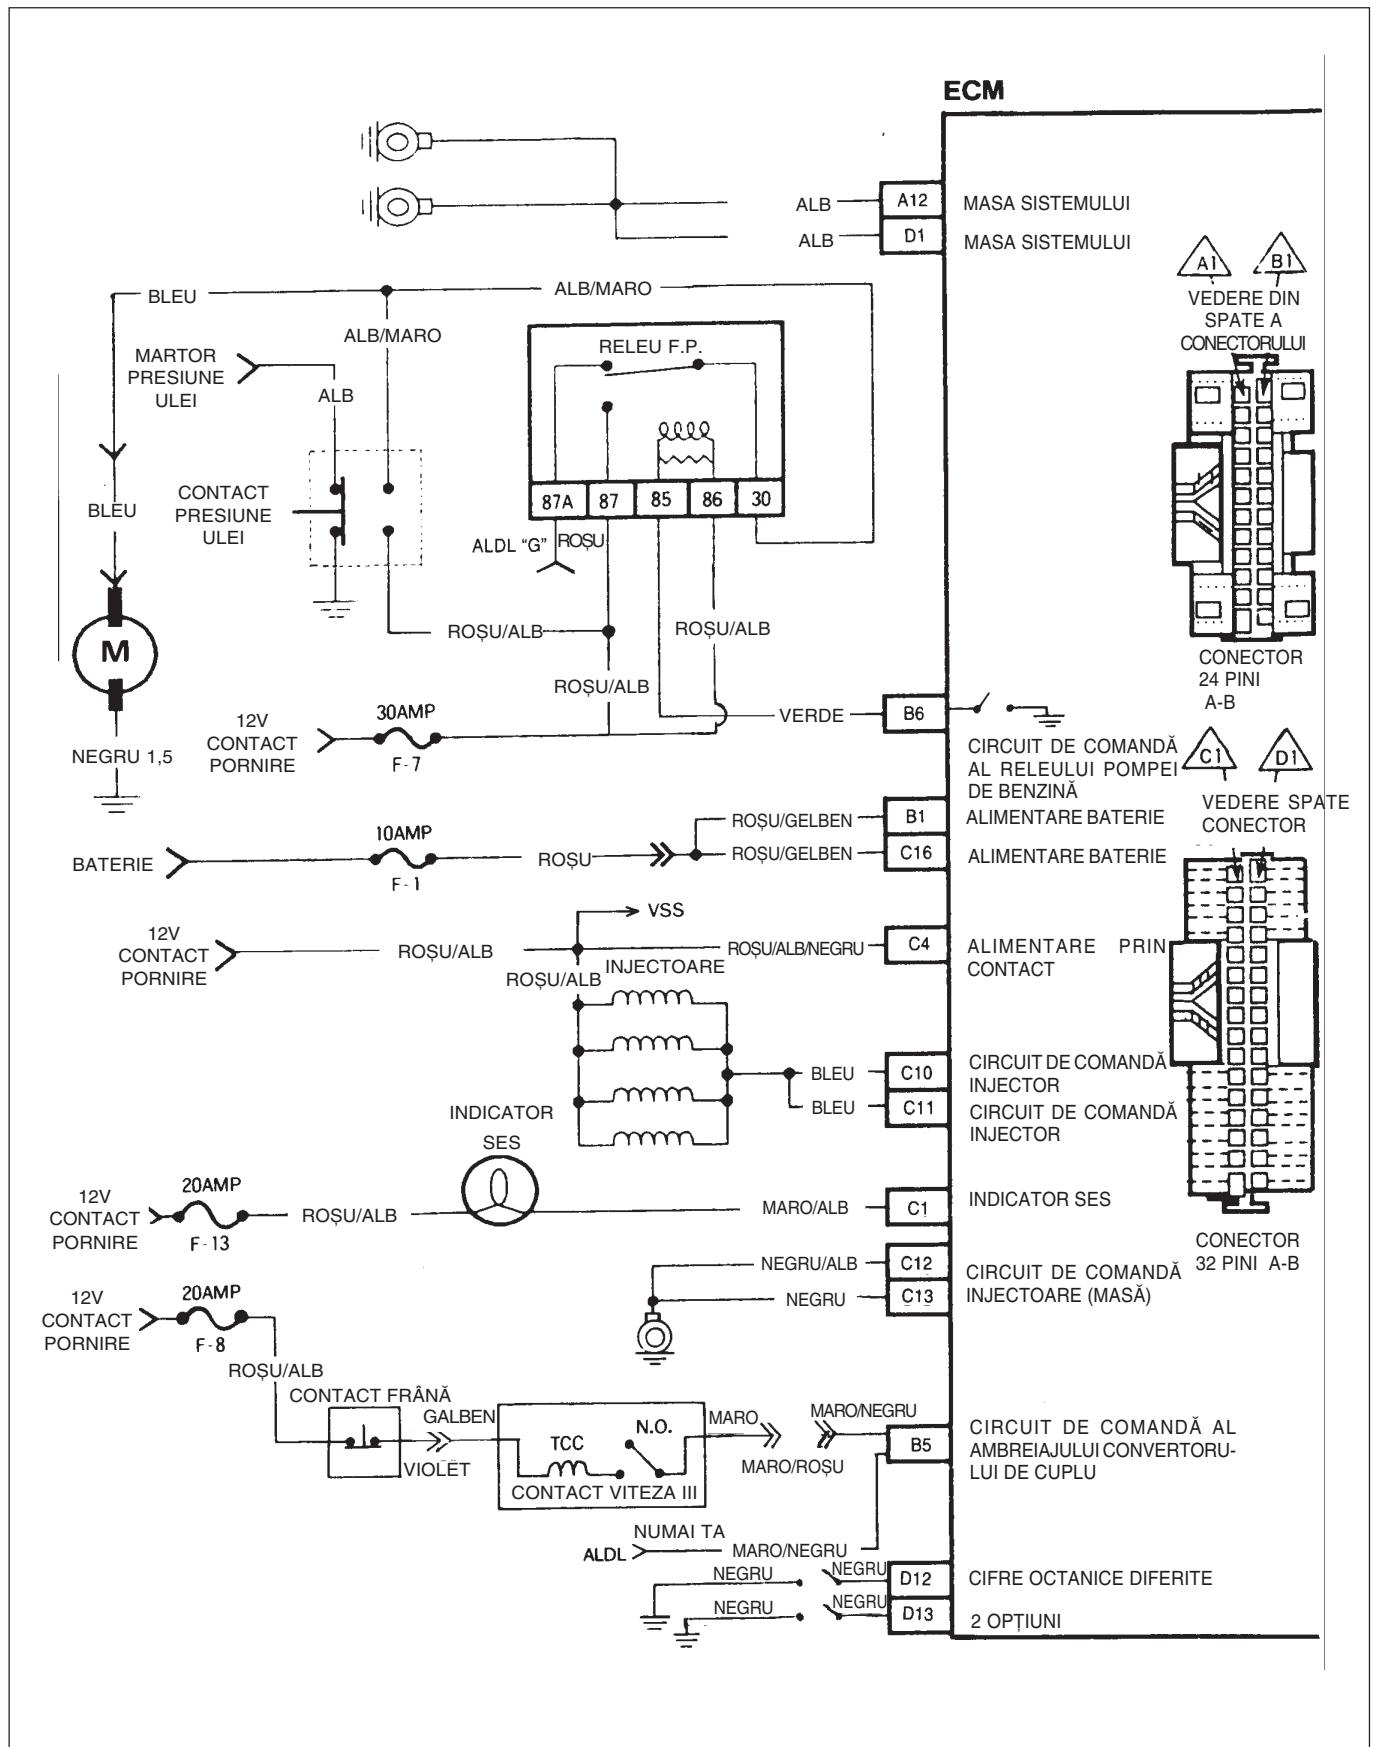 ECM
ALB
A12
MASA SISTEMULUI
ALB
D1
MASA SISTEMULUI
A1
B1
VEDERE DIN
SPATE A
CONECTORULUI
BLEU
ALB/MARO
ALB/MARO
RELEU F.P.
MARTOR
PRESIUNE
ULEI
ALB
CONTACT
PRESIUNE
ULEI
BLEU
87A
87
85
86
30
ALDL “G”
ROȘU
ROȘU/ALB
ROȘU/ALB
ROȘU/ALB
M
CONECTOR
24 PINI
A-B
NEGRU 1,5
12V
CONTACT
PORNIRE
30AMP
F-7
VERDE
B6
CIRCUIT DE COMANDĂ
AL RELEULUI POMPEI
DE BENZINĂ
C1
D1
VEDERE SPATE
CONECTOR
BATERIE
10AMP
F-1
ROȘU
ROȘU/GELBEN
B1
ALIMENTARE BATERIE
ROȘU/GELBEN
C16
ALIMENTARE BATERIE
VSS
12V
CONTACT
PORNIRE
ROȘU/ALB
ROȘU/ALB/NEGRU
C4
ALIMENTARE PRIN
CONTACT
ROȘU/ALB
INJECTOARE
BLEU
C10
CIRCUIT DE COMANDĂ
INJECTOR
BLEU
C11
CIRCUIT DE COMANDĂ
INJECTOR
INDICATOR
SES
12V
CONTACT
PORNIRE
20AMP
F-13
ROȘU/ALB
MARO/ALB
C1
INDICATOR SES
CONECTOR
32 PINI A-B
NEGRU/ALB
C12
NEGRU
C13
CIRCUIT DE COMANDĂ
INJECTOARE (MASĂ)
12V
CONTACT
PORNIRE
20AMP
F-8
ROȘU/ALB
CONTACT FRÂNĂ
GALBEN
VIOLET
TCC
N.O.
CONTACT VITEZA III
MARO
MARO/ROȘU
MARO/NEGRU
B5
CIRCUIT DE COMANDĂ AL
AMBREIAJULUI CONVERTORU-
LUI DE CUPLU
NUMAI TA
ALDL
MARO/NEGRU
NEGRU
NEGRU
D12
CIFRE OCTANICE DIFERITE
NEGRU
NEGRU
D13
2 OPȚIUNI